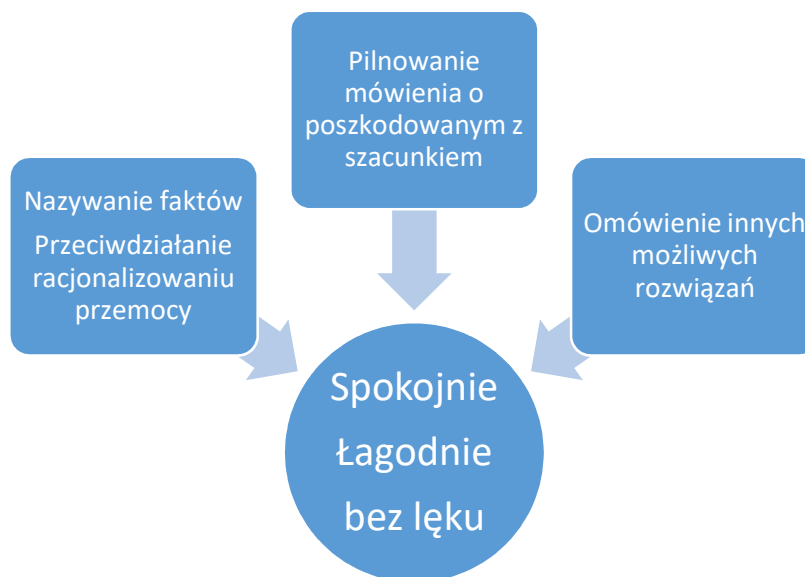 Pilnowanie
mówienia o
poszkodowanym z
szacunkiem
Nazywanie faktów
Przeciwdziałanie
racjonalizowaniu
przemocy
Omówienie innych
możliwych
rozwiązań
Spokojnie
Łagodnie
bez lęku